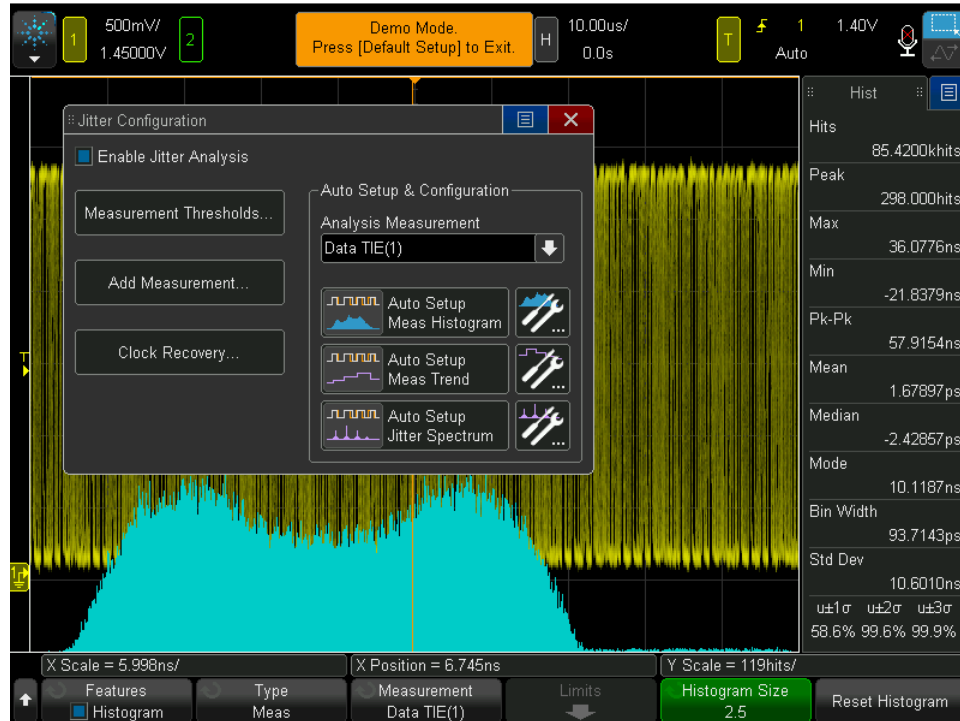 1
500mV/
1.45000V
2
Demo Mode.
Press [Default Setup] to Exit.
H
10.00us/
0.0s
T
1
Auto
1.40V
Jitter Configuration
Enable Jitter Analysis
Measurement Thresholds...
Add Measurement...
Clock Recovery...
Auto Setup & Configuration
Analysis Measurement
Data TIE(1)
Auto Setup
Meas Histogram
...
Auto Setup
Meas Trend
...
Auto Setup
Jitter Spectrum
...
T
1
Hist
Hits
85.4200khits
Peak
298.000hits
Max
36.0776ns
Min
-21.8379ns
Pk-Pk
57.9154ns
Mean
1.67897ps
Median
-2.42857ps
Mode
10.1187ns
Bin Width
93.7143ps
Std Dev
10.6010ns
u±1σ u±2σ u±3σ
58.6% 99.6% 99.9%
X Scale = 5.998ns/
X Position = 6.745ns
Y Scale = 119hits/
Features
Histogram
Type
Meas
Measurement
Data TIE(1)
Limits
Histogram Size
2.5
Reset Histogram